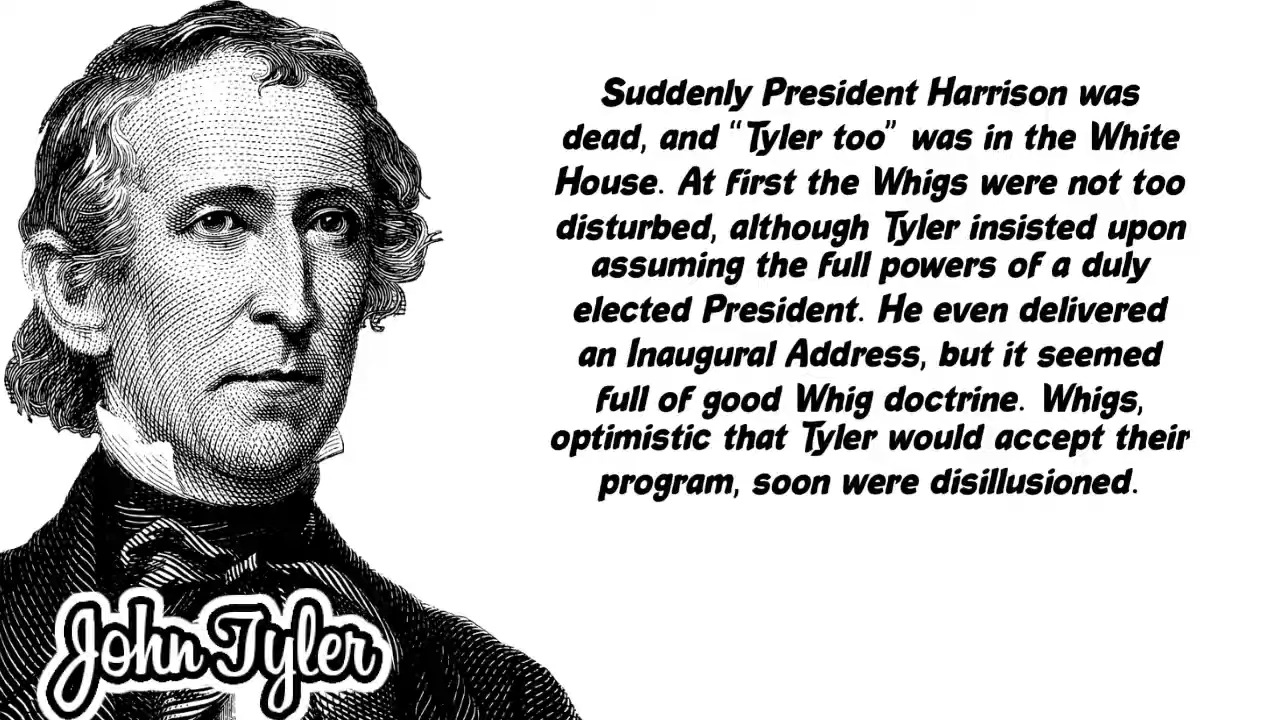 Suddenly President Harrison was
dead, and “Tyler too” was in the White
House. At first the Whigs were not too
disturbed, although Tyler insisted upon
assuming the full powers of a duly
elected President. He even delivered
an Inaugural Address, but it seemed
full of good Whig doctrine. Whigs,
optimistic that Tyler would accept their
program, soon were disillusioned.
John Tyler